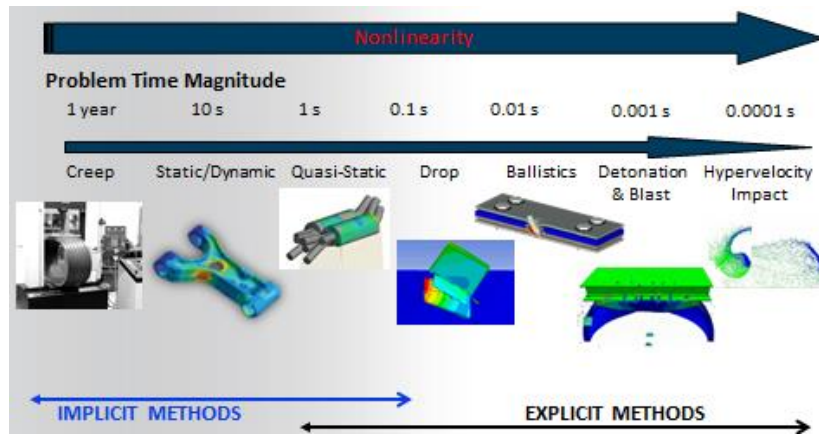 Nonlinearity
Problem Time Magnitude
1 year 10 s 1 s 0.1 s 0.01 s 0.001 s 0.0001 s
Creep Static/Dynamic Quasi-Static Drop Ballistics Detonation & Blast Hypervelocity Impact
IMPLICIT METHODS EXPLICIT METHODS